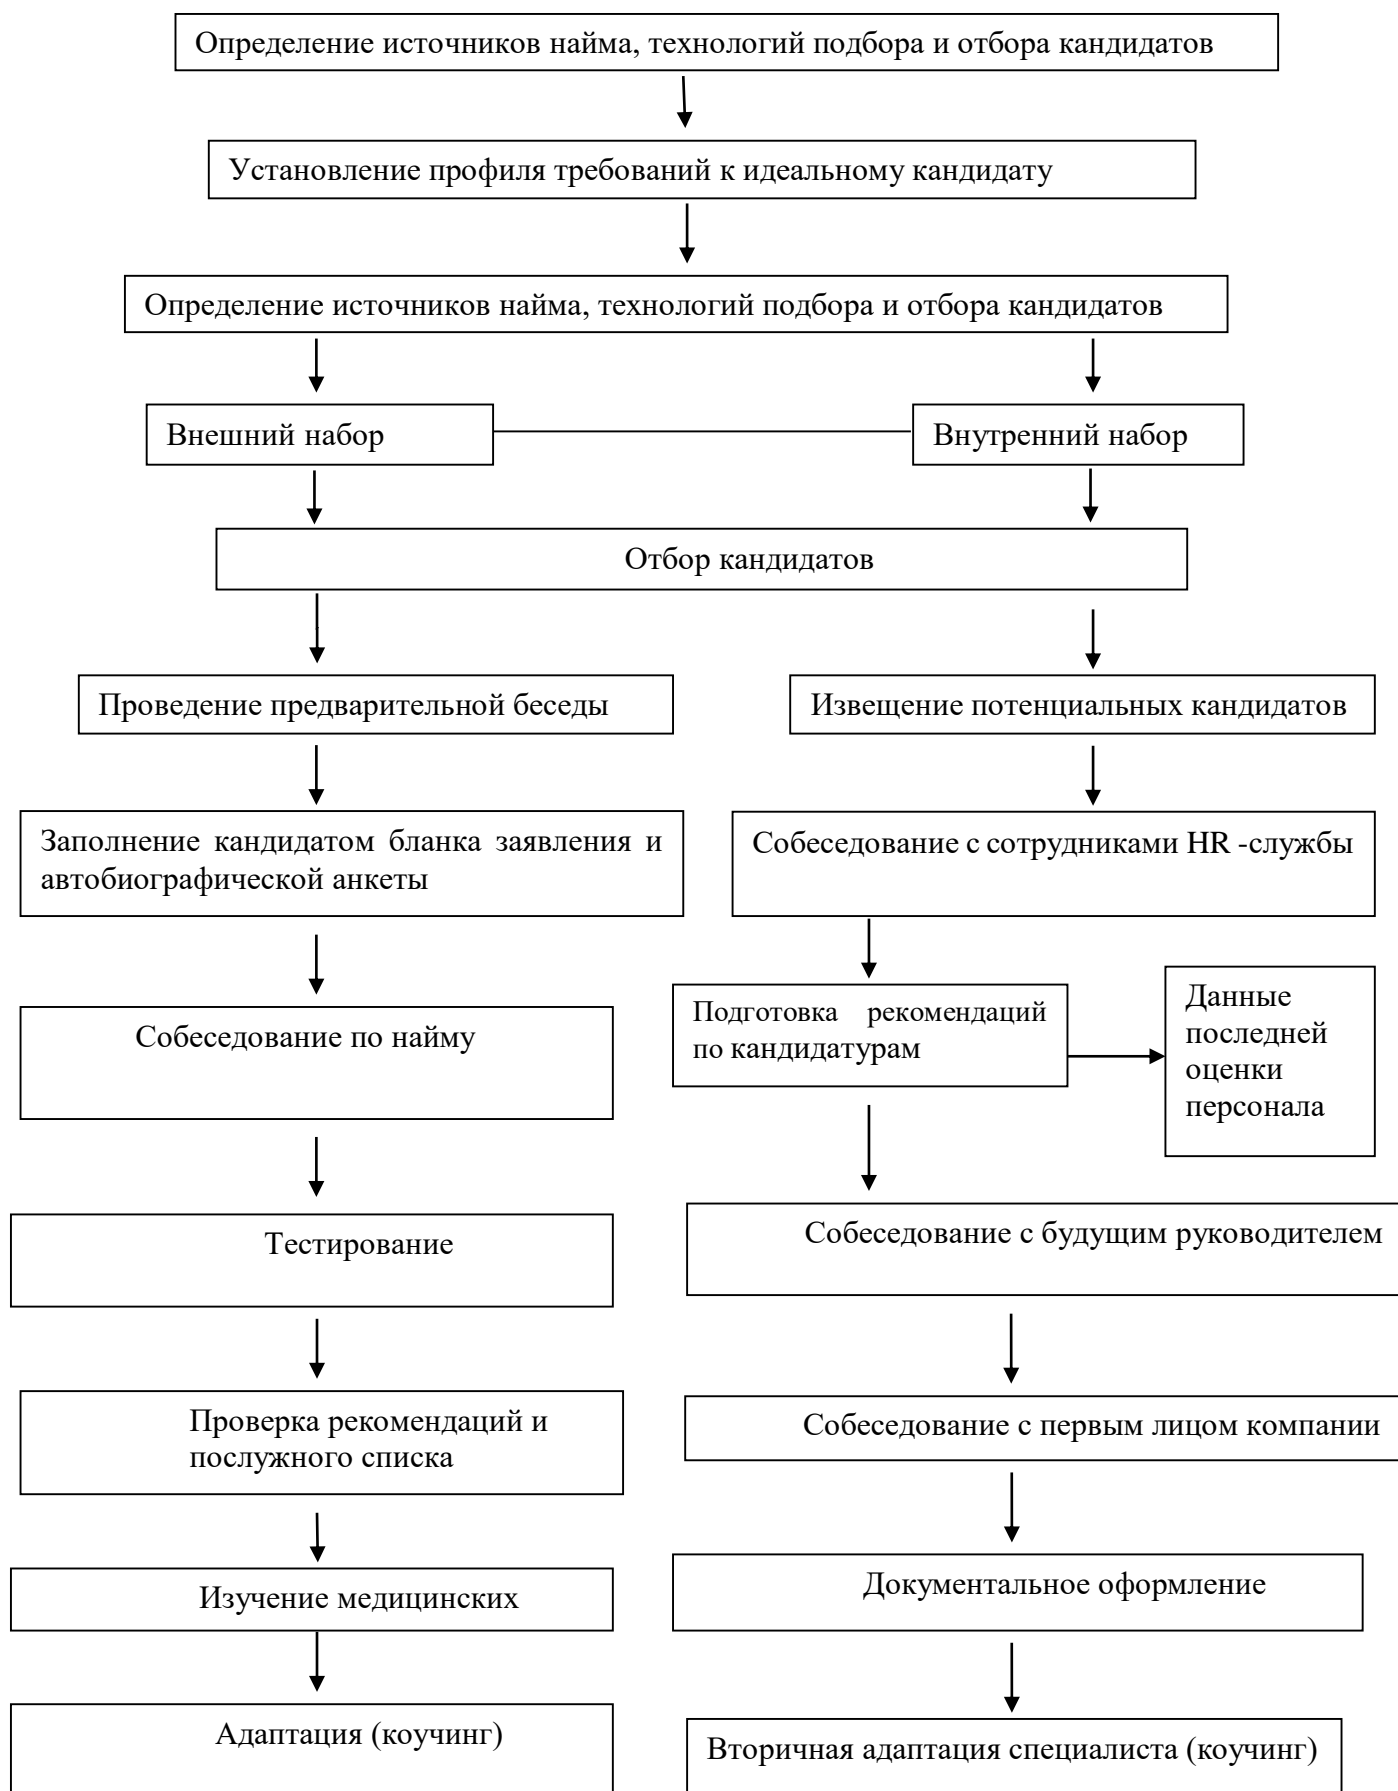 Определение источников найма, технологий подбора и отбора кандидатов
Установление профиля требований к идеальному кандидату
Определение источников найма, технологий подбора и отбора кандидатов
Внешний набор
Внутренний набор
Отбор кандидатов
Проведение предварительной беседы
Извещение потенциальных кандидатов
Заполнение кандидатом бланка заявления и
автобиографической анкеты
Собеседование с сотрудниками HR -службы
Собеседование по найму
Подготовка рекомендаций
по кандидатурам
Данные
последней
оценки
персонала
Тестирование
Собеседование с будущим руководителем
Проверка рекомендаций и
послужного списка
Собеседование с первым лицом компании
Изучение медицинских
Документальное оформление
Адаптация (коучинг)
Вторичная адаптация специалиста (коучинг)